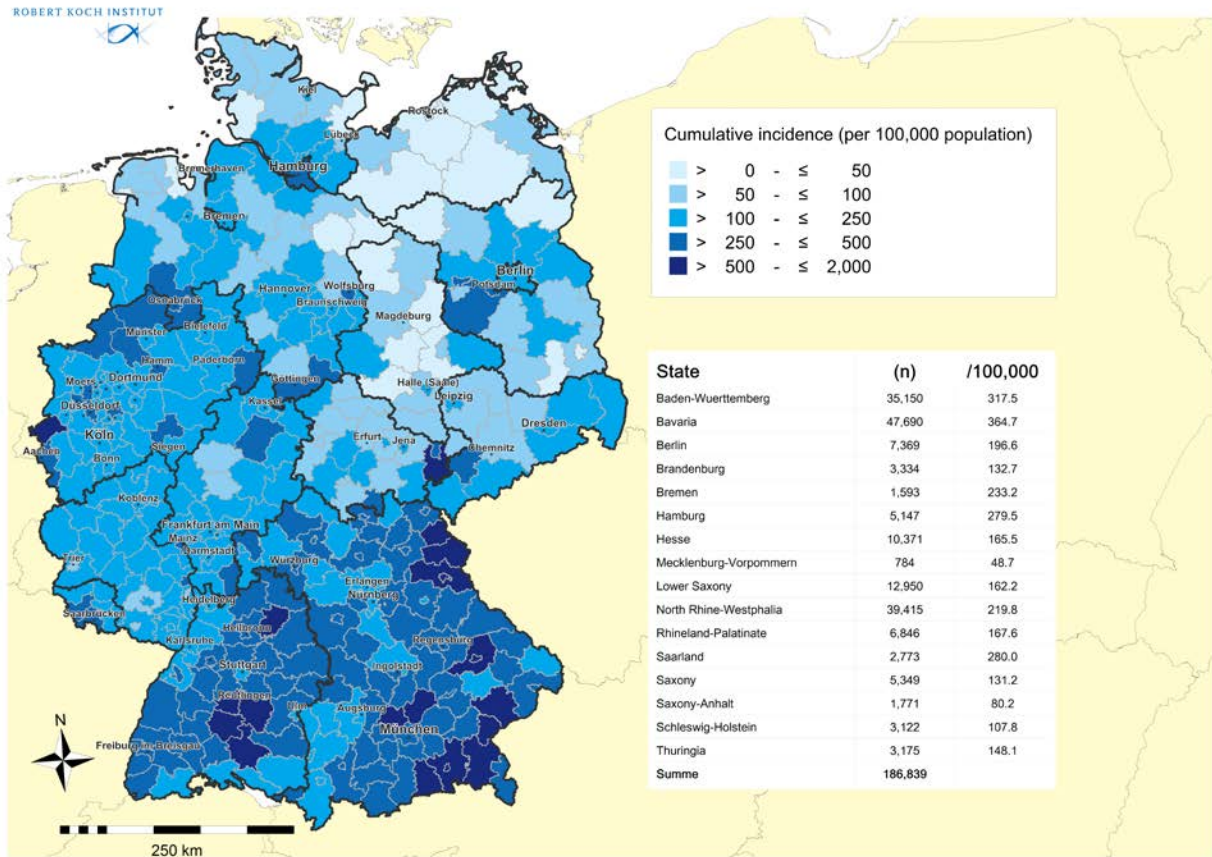 ROBERT KOCH INSTITUT
Kiel
Rostock
Lübeck
Hamburg
Bremerhaven
Bremen
Berlin
Potsdam
Wolfsburg
Hannover
Braunschweig
Osnabrück
Magdeburg
Münster
Bielefeld
Hamm
Paderborn
Göttingen
Halle (Saale)
Moers
Dortmund
Leipzig
Kassel
Düsseldorf
Dresden
Köln
Erfurt
Jena
Chemnitz
Aachen
Siegen
Bonn
Koblenz
Frankfurt am Main
Mainz
Darmstadt
Trier
Würzburg
Erlangen
Nürnberg
Heidelberg
Saarbrücken
Heilbronn
Karlsruhe
Regensburg
Stuttgart
Ingolstadt
Reutlingen
Ulm
Augsburg
München
Freiburg im Breisgau
N
250 km
Cumulative incidence (per 100,000 population)
> 0 - ≤ 50
> 50 - ≤ 100
> 100 - ≤ 250
> 250 - ≤ 500
> 500 - ≤ 2,000
State (n) /100,000
Baden-Wuerttemberg 35,150 317.5
Bavaria 47,690 364.7
Berlin 7,369 196.6
Brandenburg 3,334 132.7
Bremen 1,593 233.2
Hamburg 5,147 279.5
Hesse 10,371 165.5
Mecklenburg-Vorpommern 784 48.7
Lower Saxony 12,950 162.2
North Rhine-Westphalia 39,415 219.8
Rhineland-Palatinate 6,846 167.6
Saarland 2,773 280.0
Saxony 5,349 131.2
Saxony-Anhalt 1,771 80.2
Schleswig-Holstein 3,122 107.8
Thuringia 3,175 148.1
Summe 186,839